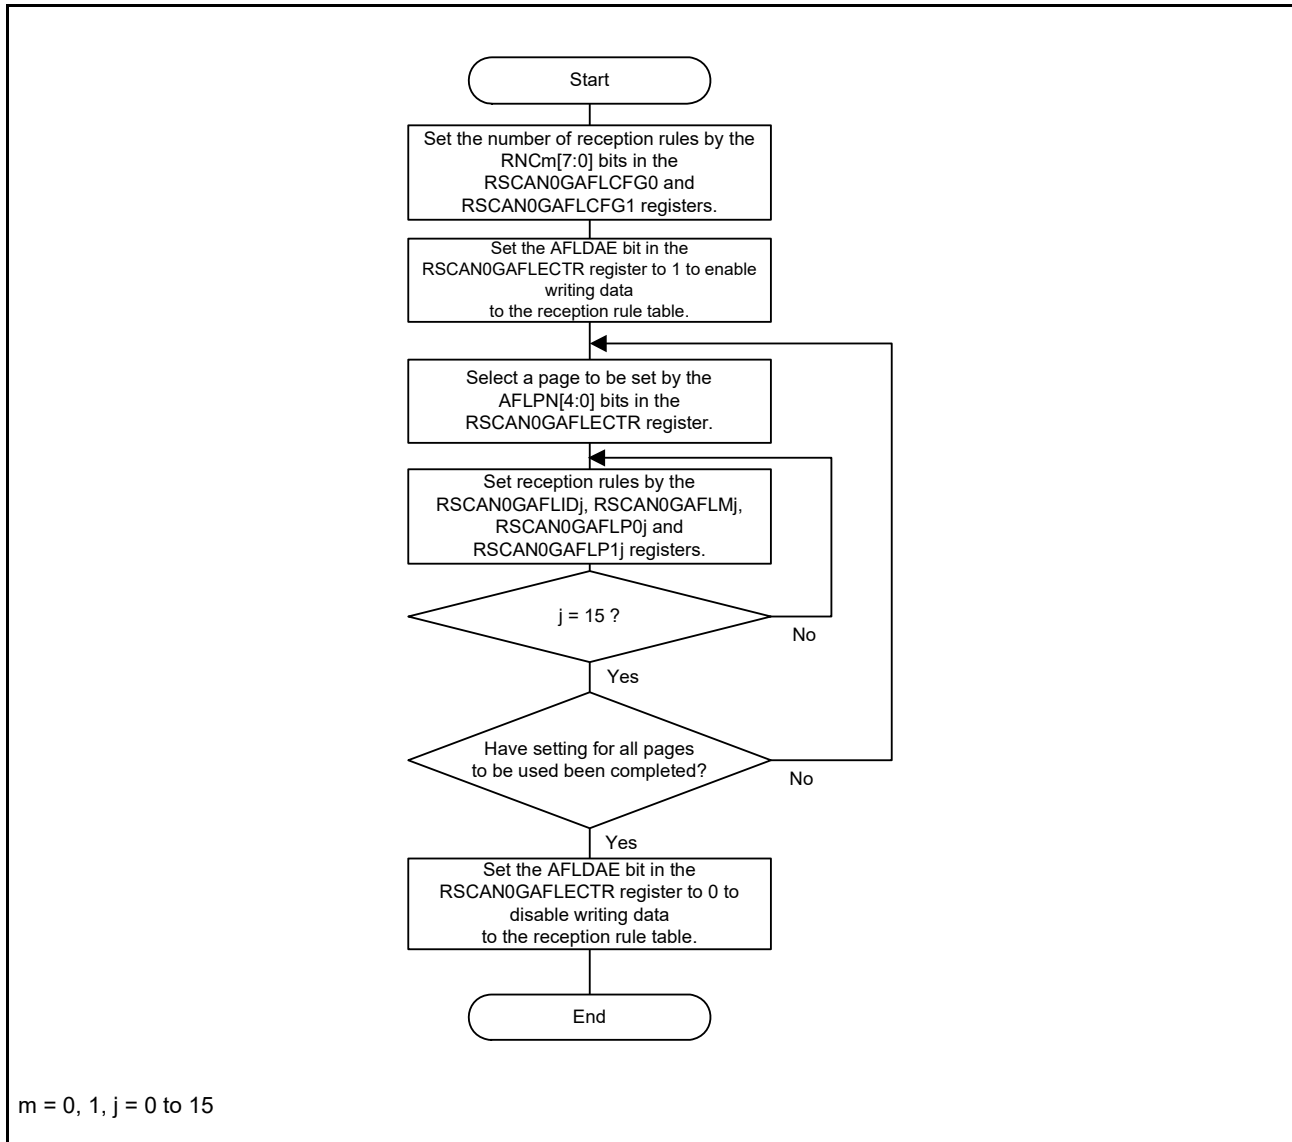 Start
Set the number of reception rules by the
RNCm[7:0] bits in the
RSCAN0GAFLCFG0 and
RSCAN0GAFLCFG1 registers.
Set the AFLDAE bit in the
RSCAN0GAFLECTR register to 1 to enable
writing data
to the reception rule table.
Select a page to be set by the
AFLPN[4:0] bits in the
RSCAN0GAFLECTR register.
Set reception rules by the
RSCAN0GAFLIDj, RSCAN0GAFLMj,
RSCAN0GAFLP0j and
RSCAN0GAFLP1j registers.
j = 15 ?
No
Yes
Have setting for all pages
to be used been completed?
No
Yes
Set the AFLDAE bit in the
RSCAN0GAFLECTR register to 0 to
disable writing data
to the reception rule table.
End
m = 0, 1, j = 0 to 15